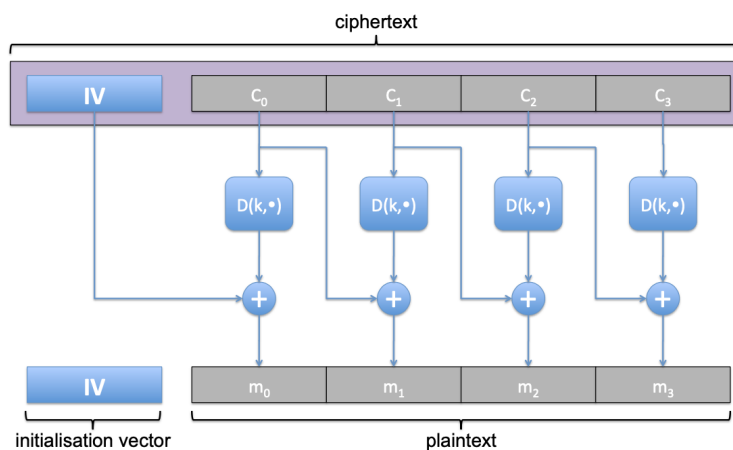 ciphertext
IV C₀ C₁ C₂ C₃
D(k,•) D(k,•) D(k,•) D(k,•)
+ + + +
IV m₀ m₁ m₂ m₃
initialisation vector plaintext